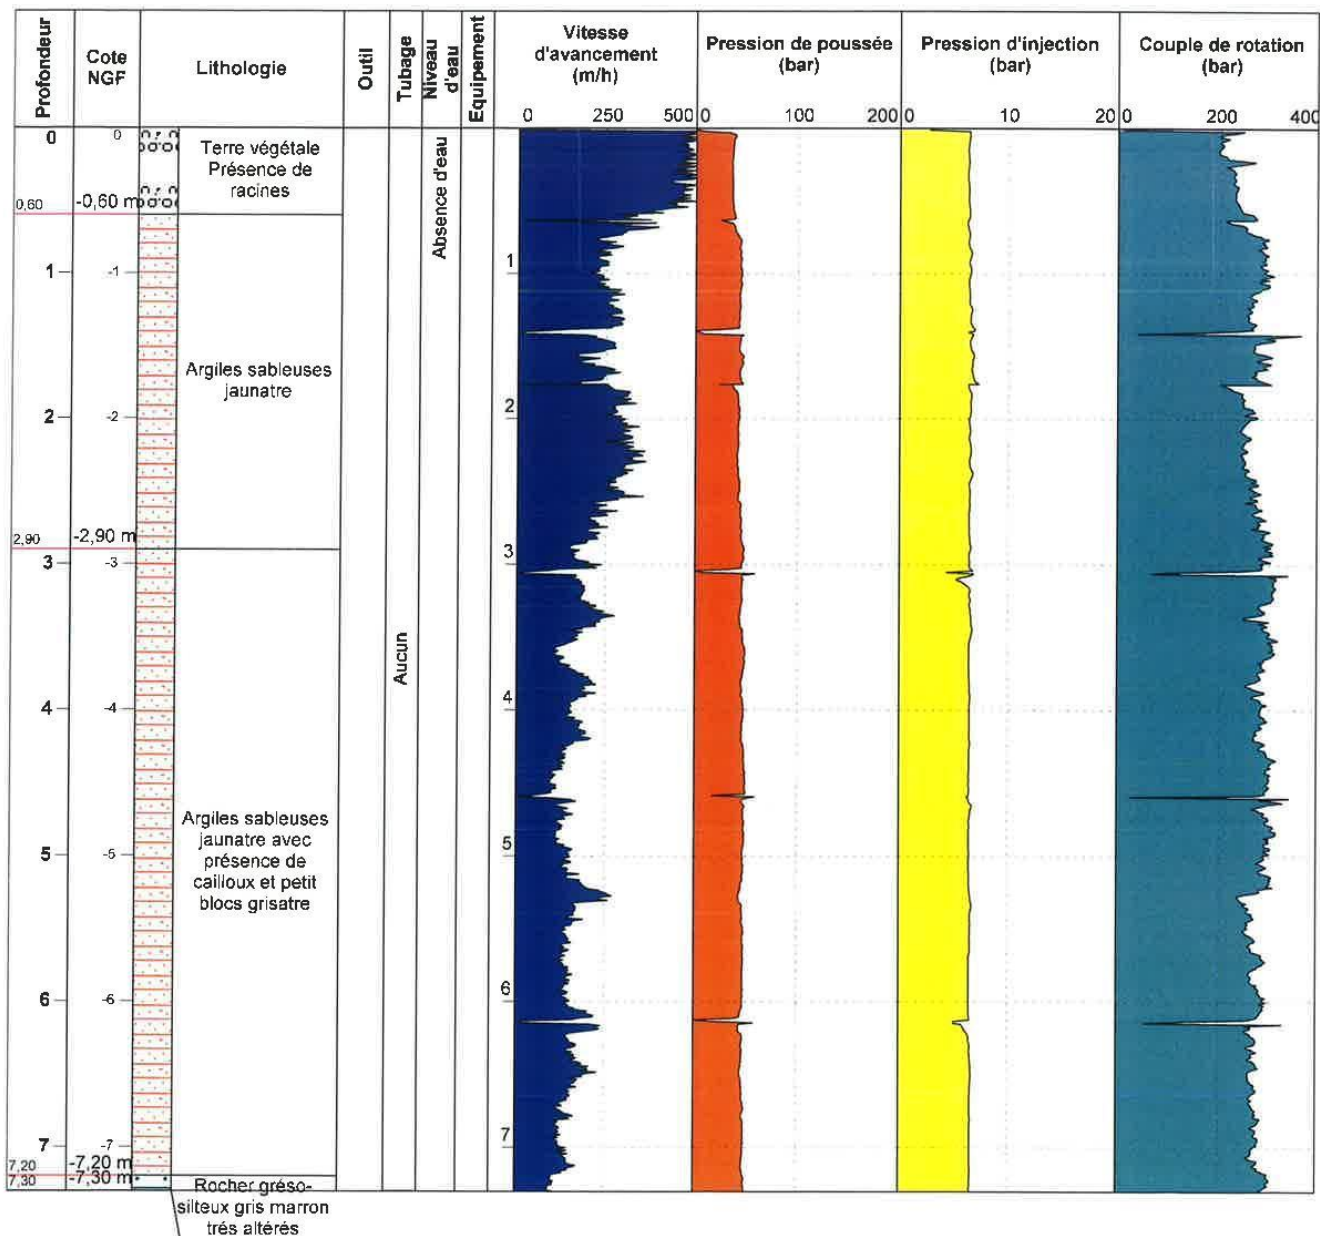 Profondeur
Cote
NGF
Lithologie
Outil
Tubage
Niveau
d'eau
Equipement
Vitesse
d'avancement
(m/h)
Pression de poussée
(bar)
Pression d'injection
(bar)
Couple de rotation
(bar)
0 250 500
0 100 200
0 10 20
0 200 400
0 0
Terre végétale
Présence de
racines
0,60 -0,60 m
Absence d'eau
1 -1 1
Argiles sableuses
jaunatre
2 -2 2
2,90 -2,90 m
3 -3 3
Aucun
4 -4 4
Argiles sableuses
jaunatre avec
présence de
cailloux et petit
blocs grisatre
5 -5 5
6 -6 6
7 -7 7
7,20 -7,20 m
7,30 -7,30 m
Rocher gréso-
silteux gris marron
trés altérés